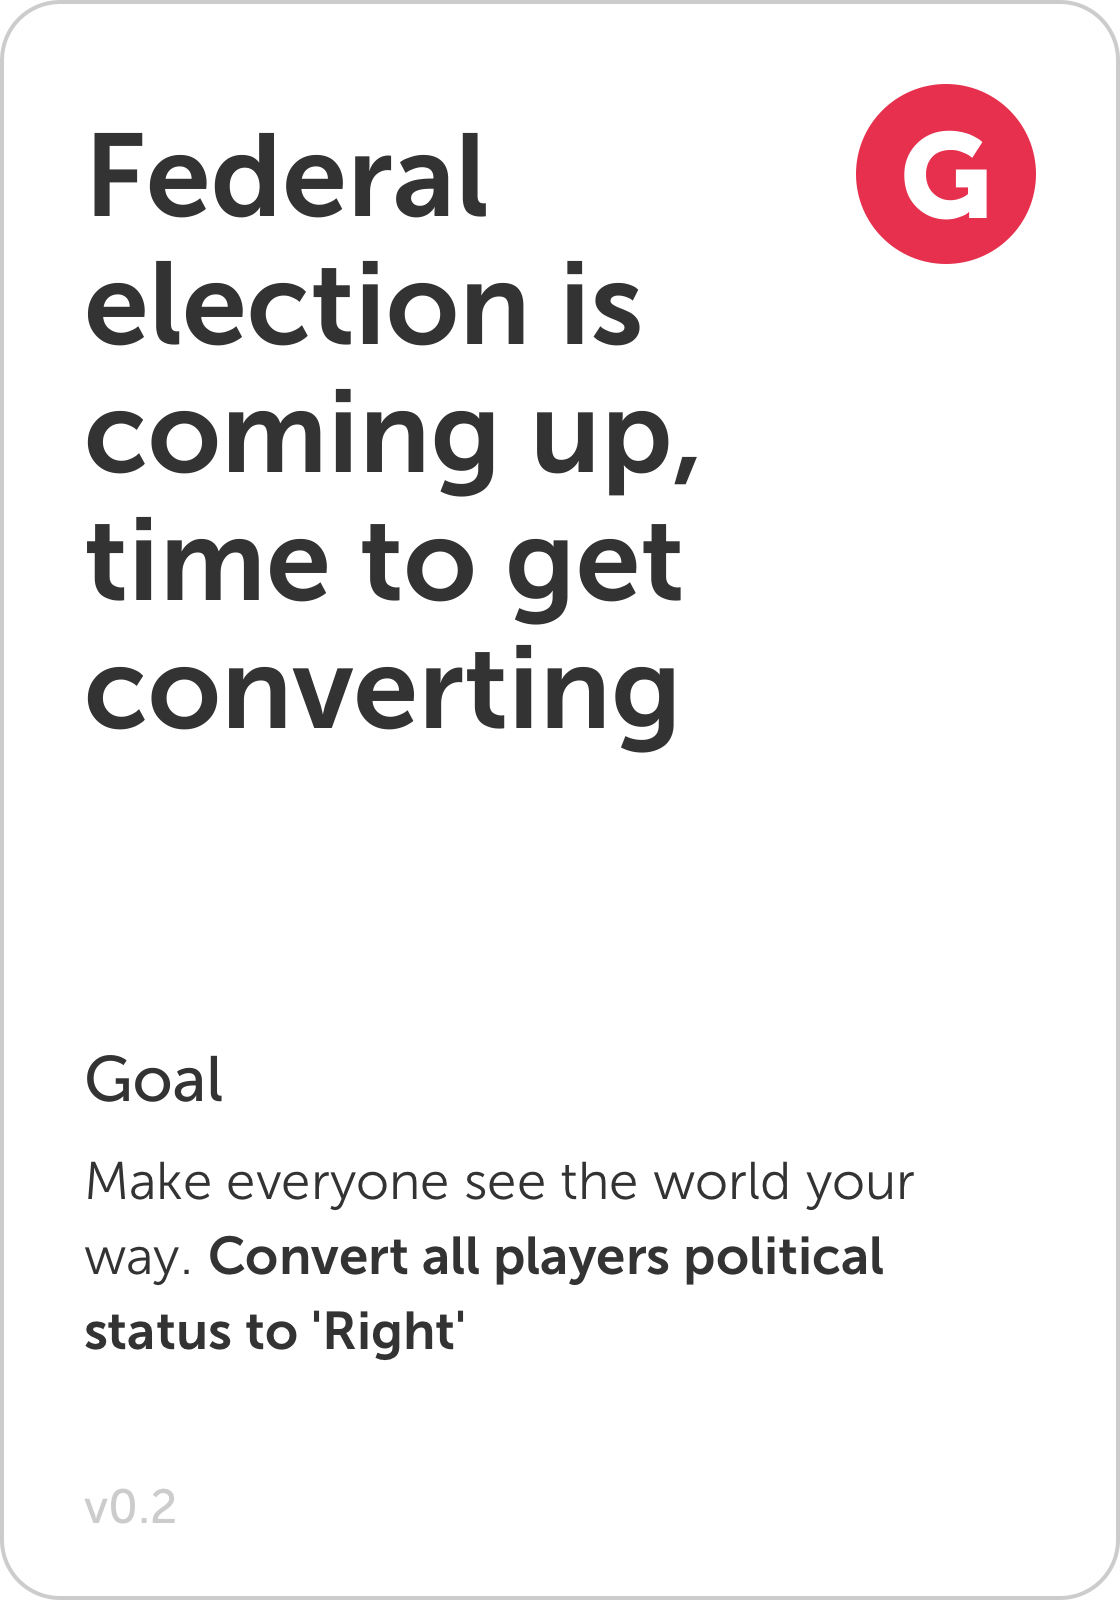 Federal
G
election is
coming up,
time to get
converting
Goal
Make everyone see the world your
way. Convert all players political
status to 'Right'
v0.2